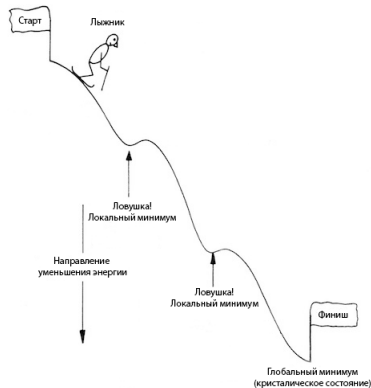 Старт
Лыжник
Ловушка!
Локальный минимум
Направление
уменьшения энергии
Ловушка!
Локальный минимум
Финиш
Глобальный минимум
(кристалическое состояние)